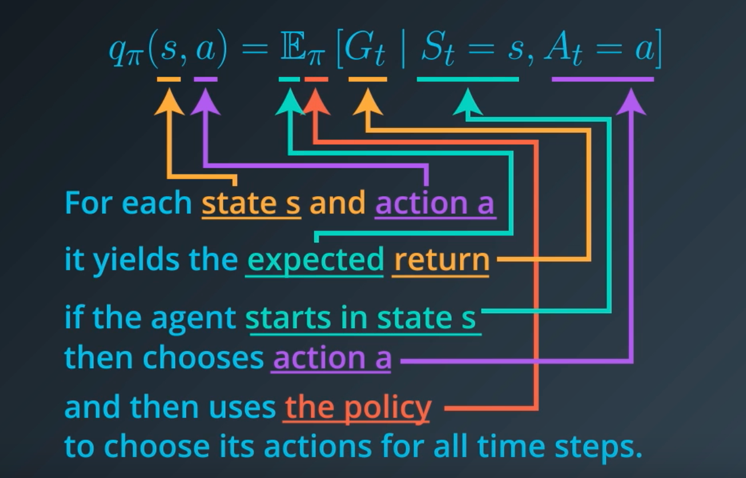 qπ(s, a) = 𝔼π [Gt | St = s, At = a]
For each state s and action a
it yields the expected return
if the agent starts in state s
then chooses action a
and then uses the policy
to choose its actions for all time steps.